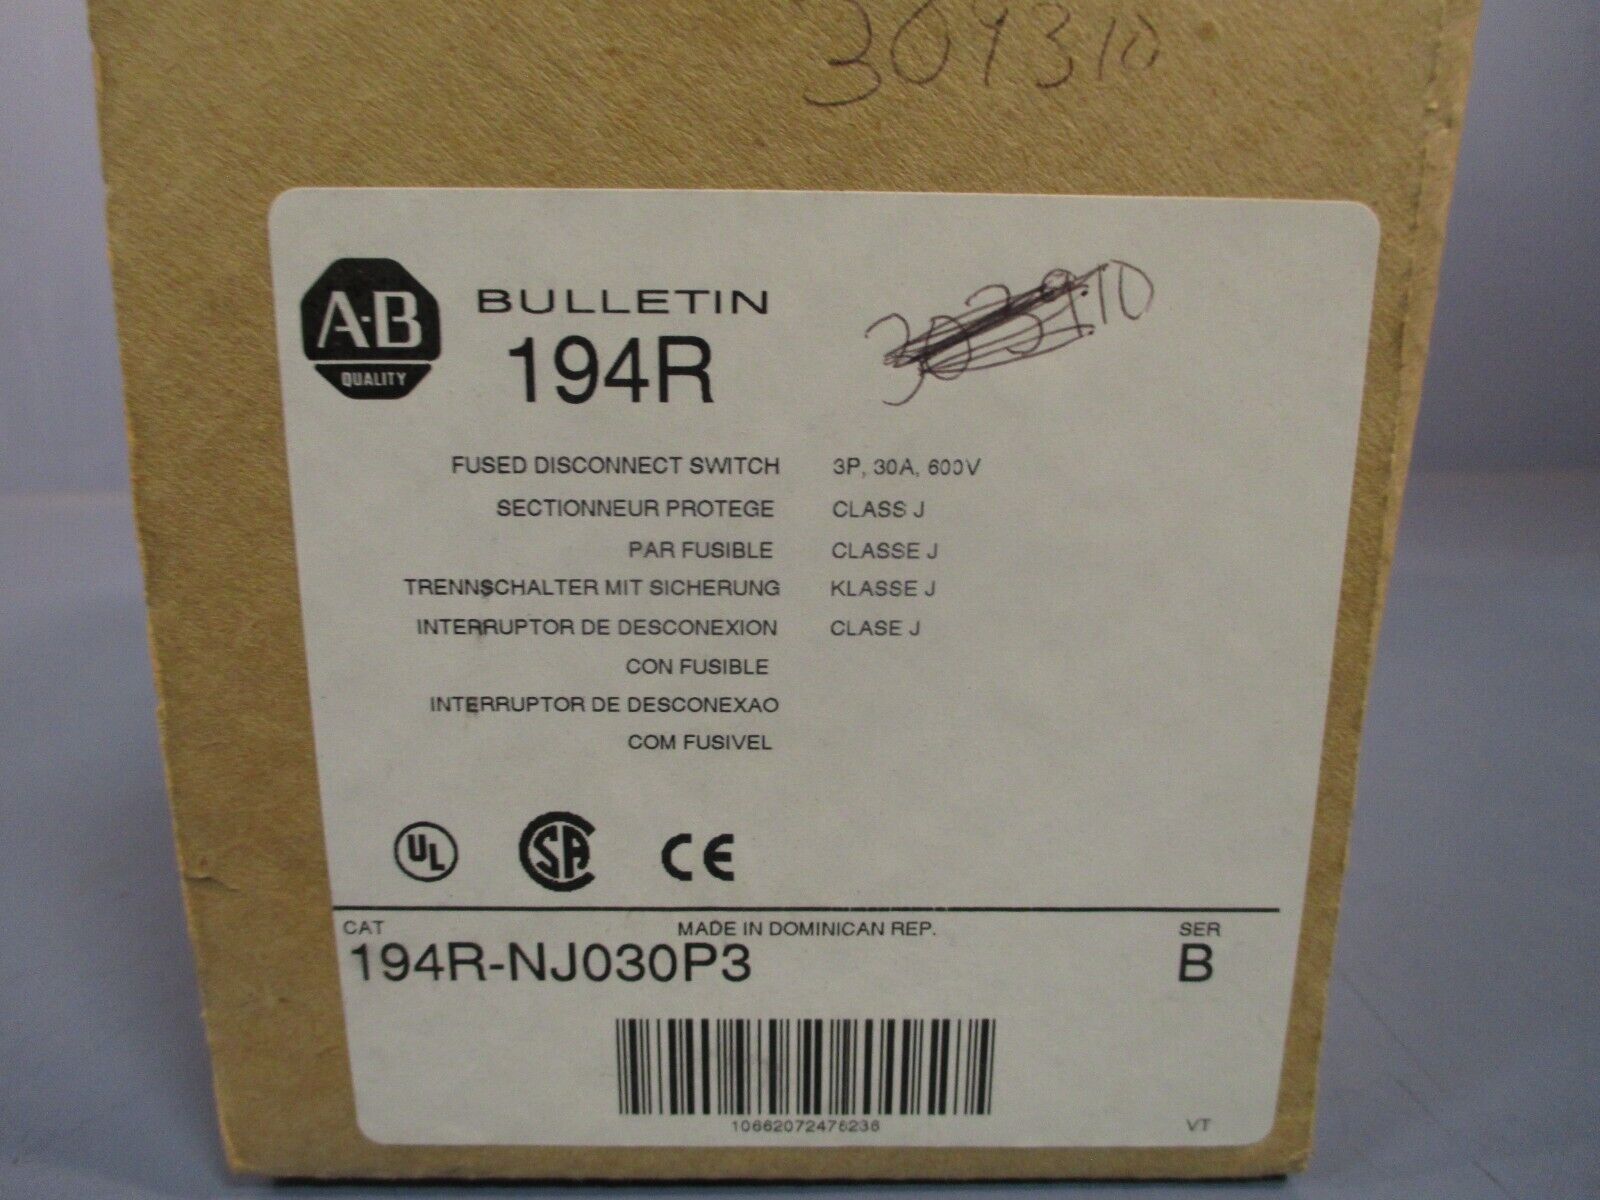 304310
A-B
QUALITY
BULLETIN
194R
FUSED DISCONNECT SWITCH 3P, 30A, 600V
SECTIONNEUR PROTEGE CLASS J
PAR FUSIBLE CLASSE J
TRENNSCHALTER MIT SICHERUNG KLASSE J
INTERRUPTOR DE DESCONEXION CLASE J
CON FUSIBLE
INTERRUPTOR DE DESCONEXAO
COM FUSIVEL
UL SA CE
CAT MADE IN DOMINICAN REP. SER
194R-NJ030P3 B
10662072476236
VT